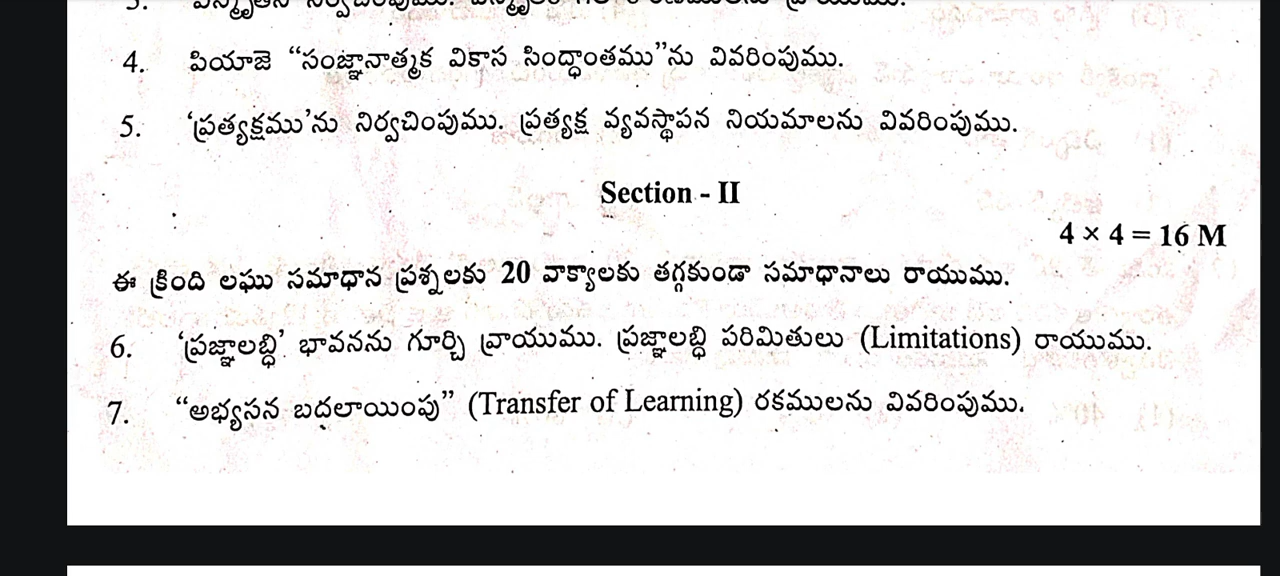 4. పియాజె “సంజ్ఞానాత్మక వికాస సిద్ధాంతము”ను వివరింపుము.
5. ‘ప్రత్యక్షము’ను నిర్వచింపుము. ప్రత్యక్ష వ్యవస్థాపన నియమాలను వివరింపుము.
Section - II
4 × 4 = 16 M
ఈ క్రింది లఘు సమాధాన ప్రశ్నలకు 20 వాక్యాలకు తగ్గకుండా సమాధానాలు రాయుము.
6. ‘ప్రజ్ఞాలబ్ధి’ భావనను గూర్చి వ్రాయుము. ప్రజ్ఞాలబ్ధి పరిమితులు (Limitations) రాయుము.
7. “అభ్యసన బదలాయింపు” (Transfer of Learning) రకములను వివరింపుము.